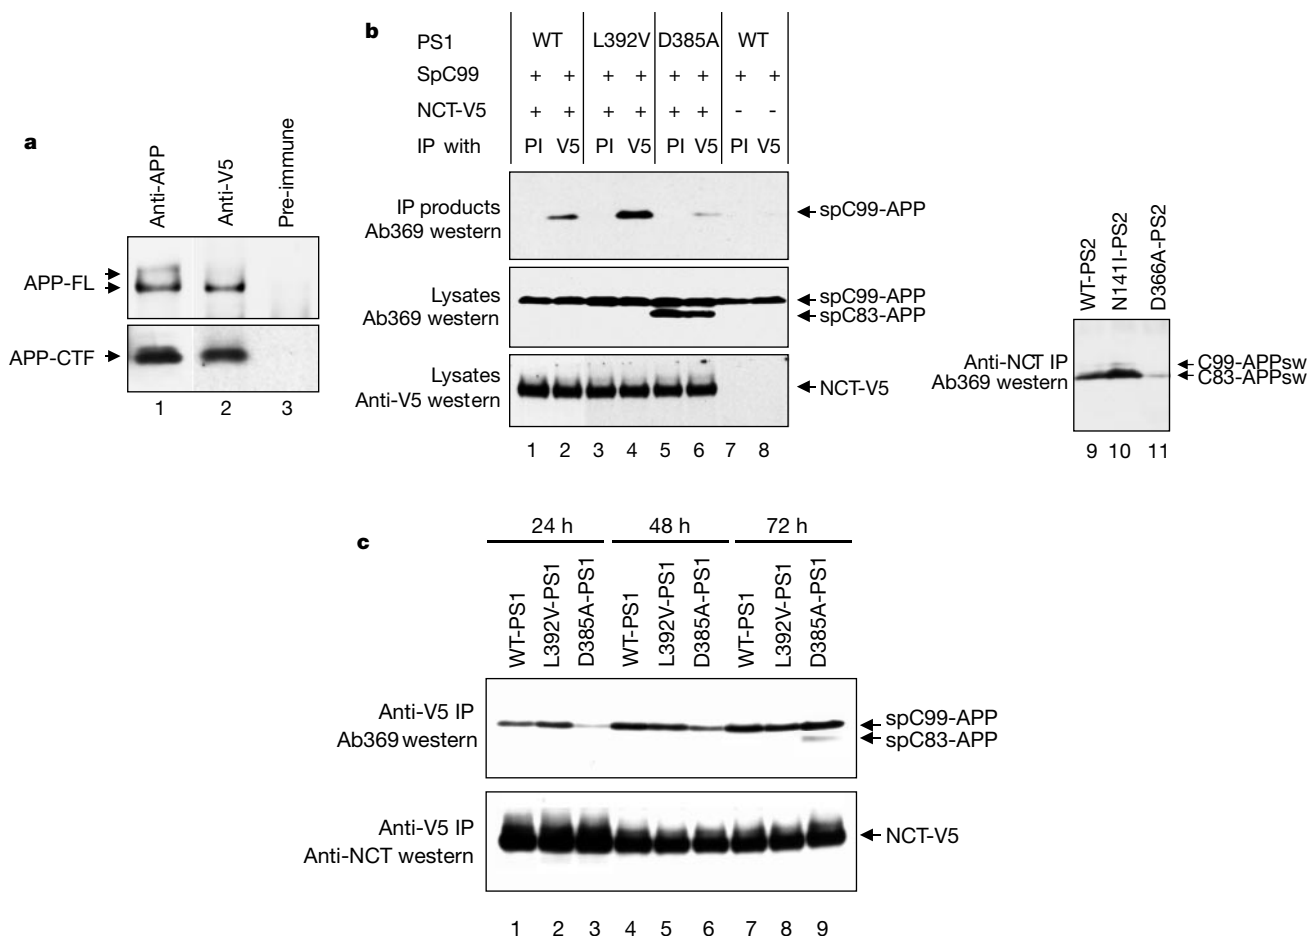 a
Anti-APP
Anti-V5
Pre-immune
APP-FL
APP-CTF
1 2 3
b
PS1 WT L392V D385A WT
SpC99 + + + + + + + +
NCT-V5 + + + + + + - -
IP with PI V5 PI V5 PI V5 PI V5
IP products
Ab369 western
spC99-APP
Lysates
Ab369 western
spC99-APP
spC83-APP
Lysates
Anti-V5 western
NCT-V5
1 2 3 4 5 6 7 8
WT-PS2
N141I-PS2
D366A-PS2
Anti-NCT IP
Ab369 western
C99-APPsw
C83-APPsw
9 10 11
c
24 h 48 h 72 h
WT-PS1
L392V-PS1
D385A-PS1
WT-PS1
L392V-PS1
D385A-PS1
WT-PS1
L392V-PS1
D385A-PS1
Anti-V5 IP
Ab369 western
spC99-APP
spC83-APP
Anti-V5 IP
Anti-NCT western
NCT-V5
1 2 3 4 5 6 7 8 9